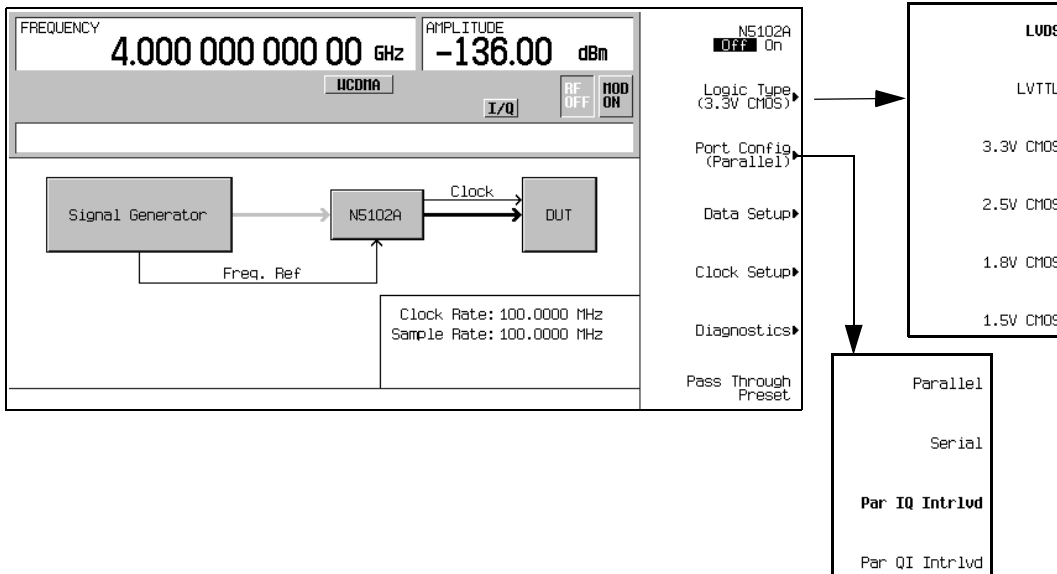 FREQUENCY
4.000 000 000 00 GHz
AMPLITUDE
-136.00 dBm
WCDMA
I/Q
RF
OFF
MOD
ON
Signal Generator
N5102A
Clock
DUT
Freq. Ref
Clock Rate: 100.0000 MHz
Sample Rate: 100.0000 MHz
N5102A
Off On
Logic Type
(3.3V CMOS)
Port Config
(Parallel)
Data Setup
Clock Setup
Diagnostics
Pass Through
Preset
LVDS
LVTTL
3.3V CMOS
2.5V CMOS
1.8V CMOS
1.5V CMOS
Parallel
Serial
Par IQ Intrlvd
Par QI Intrlvd